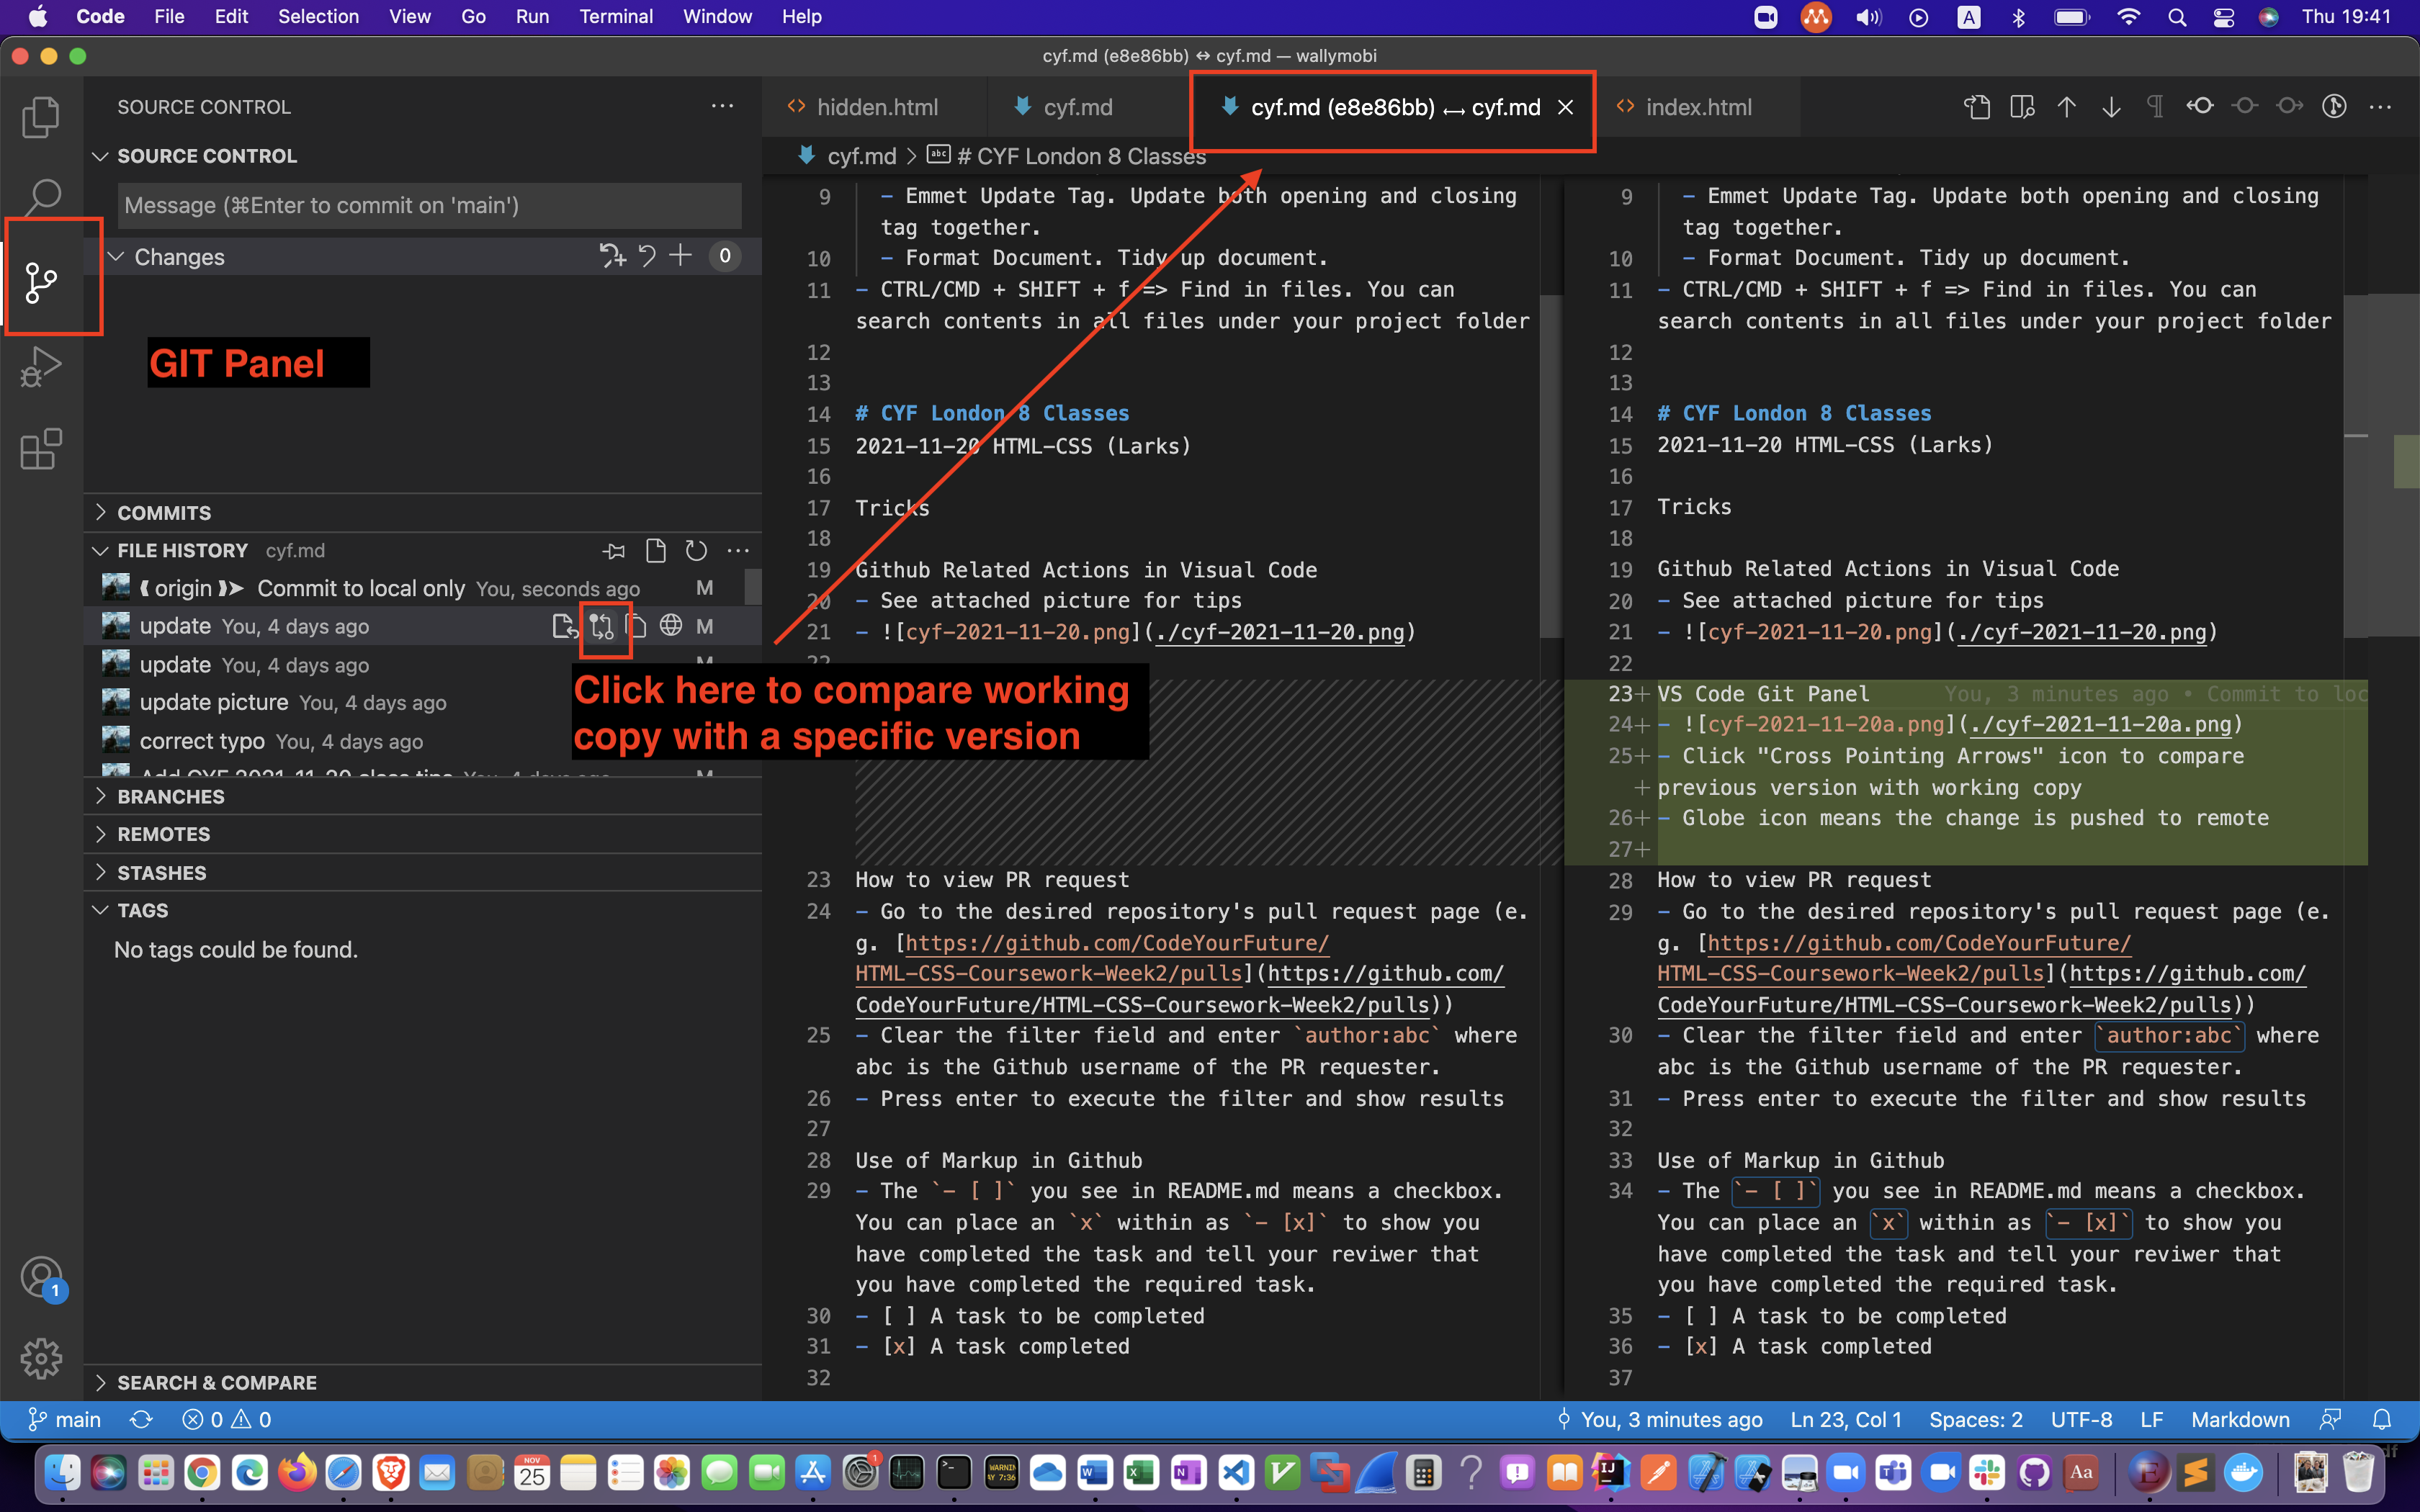 Code File Edit Selection View Go Run Terminal Window Help A Thu 19:41
cyf.md (e8e86bb) ↔ cyf.md — wallymobi
SOURCE CONTROL
SOURCE CONTROL
Message (⌘Enter to commit on 'main')
Changes 0
GIT Panel
COMMITS
FILE HISTORY cyf.md
origin Commit to local only You, seconds ago M
update You, 4 days ago M
update You, 4 days ago M
update picture You, 4 days ago
correct typo You, 4 days ago
Add CYF 2021-11-20 class tips You, 4 days ago M
Click here to compare working
copy with a specific version
BRANCHES
REMOTES
STASHES
TAGS
No tags could be found.
SEARCH & COMPARE
1
hidden.html cyf.md cyf.md (e8e86bb) ↔ cyf.md index.html
cyf.md > abc # CYF London 8 Classes
9 - Emmet Update Tag. Update both opening and closing
tag together.
10 - Format Document. Tidy up document.
11 - CTRL/CMD + SHIFT + f => Find in files. You can
search contents in all files under your project folder
12
13
14 # CYF London 8 Classes
15 2021-11-20 HTML-CSS (Larks)
16
17 Tricks
18
19 Github Related Actions in Visual Code
20 - See attached picture for tips
21 - ![cyf-2021-11-20.png](./cyf-2021-11-20.png)
22
23 How to view PR request
24 - Go to the desired repository's pull request page (e.
g. [https://github.com/CodeYourFuture/
HTML-CSS-Coursework-Week2/pulls](https://github.com/
CodeYourFuture/HTML-CSS-Coursework-Week2/pulls))
25 - Clear the filter field and enter `author:abc` where
abc is the Github username of the PR requester.
26 - Press enter to execute the filter and show results
27
28 Use of Markup in Github
29 - The `- [ ]` you see in README.md means a checkbox.
You can place an `x` within as `- [x]` to show you
have completed the task and tell your reviwer that
you have completed the required task.
30 - [ ] A task to be completed
31 - [x] A task completed
32
9 - Emmet Update Tag. Update both opening and closing
tag together.
10 - Format Document. Tidy up document.
11 - CTRL/CMD + SHIFT + f => Find in files. You can
search contents in all files under your project folder
12
13
14 # CYF London 8 Classes
15 2021-11-20 HTML-CSS (Larks)
16
17 Tricks
18
19 Github Related Actions in Visual Code
20 - See attached picture for tips
21 - ![cyf-2021-11-20.png](./cyf-2021-11-20.png)
22
23+ VS Code Git Panel You, 3 minutes ago • Commit to loc
24+ - ![cyf-2021-11-20a.png](./cyf-2021-11-20a.png)
25+ - Click "Cross Pointing Arrows" icon to compare
+ previous version with working copy
26+ - Globe icon means the change is pushed to remote
27+
28 How to view PR request
29 - Go to the desired repository's pull request page (e.
g. [https://github.com/CodeYourFuture/
HTML-CSS-Coursework-Week2/pulls](https://github.com/
CodeYourFuture/HTML-CSS-Coursework-Week2/pulls))
30 - Clear the filter field and enter `author:abc` where
abc is the Github username of the PR requester.
31 - Press enter to execute the filter and show results
32
33 Use of Markup in Github
34 - The `- [ ]` you see in README.md means a checkbox.
You can place an `x` within as `- [x]` to show you
have completed the task and tell your reviwer that
you have completed the required task.
35 - [ ] A task to be completed
36 - [x] A task completed
37
main 0 0 You, 3 minutes ago Ln 23, Col 1 Spaces: 2 UTF-8 LF Markdown
df
NOV
25
1
WARNIN
AY 7:36
W X N IJ T Aa E S